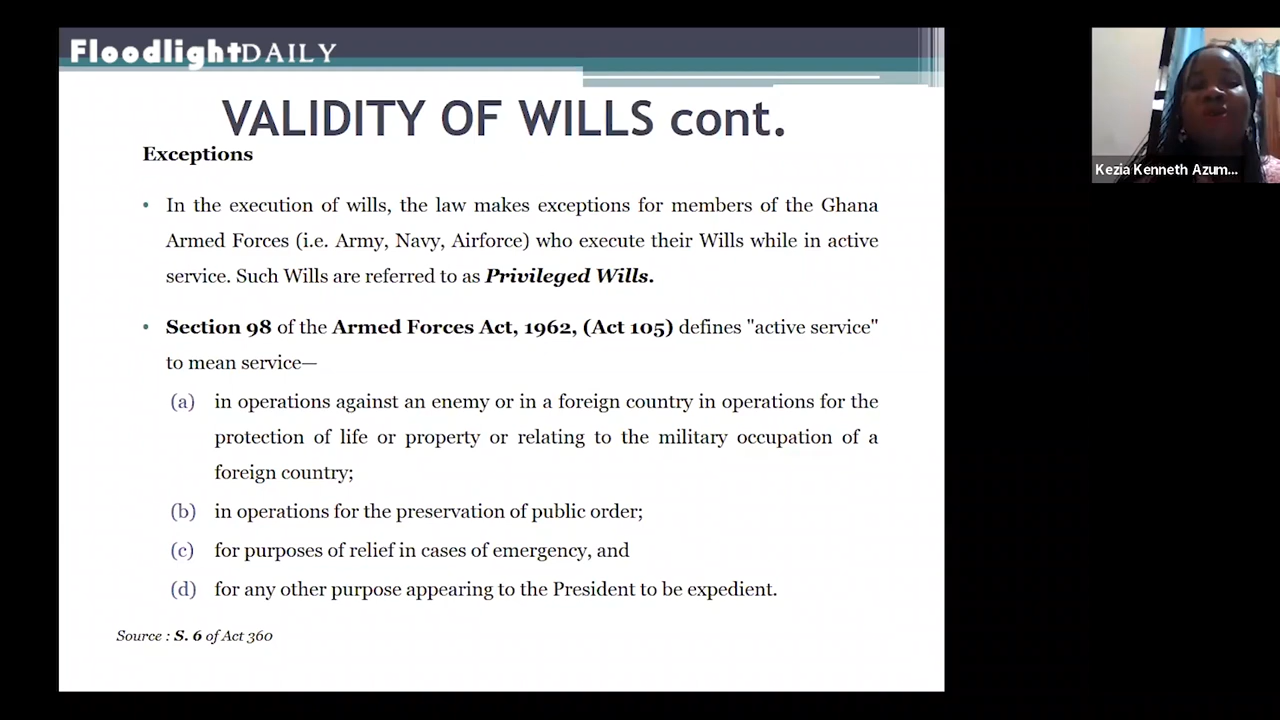 FloodlightDAILY
VALIDITY OF WILLS cont.
Exceptions
• In the execution of wills, the law makes exceptions for members of the Ghana
Armed Forces (i.e. Army, Navy, Airforce) who execute their Wills while in active
service. Such Wills are referred to as Privileged Wills.
• Section 98 of the Armed Forces Act, 1962, (Act 105) defines "active service"
to mean service—
(a) in operations against an enemy or in a foreign country in operations for the
protection of life or property or relating to the military occupation of a
foreign country;
(b) in operations for the preservation of public order;
(c) for purposes of relief in cases of emergency, and
(d) for any other purpose appearing to the President to be expedient.
Source : S. 6 of Act 360
Kezia Kenneth Azum...